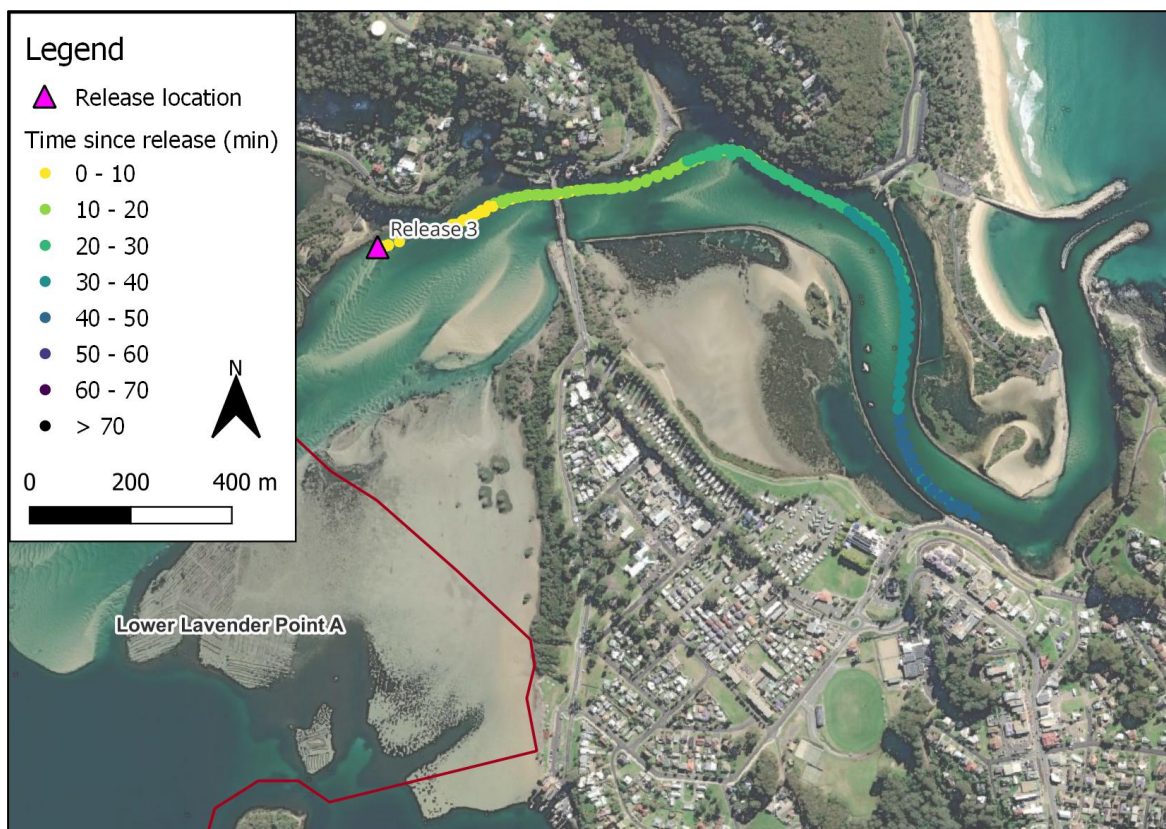 Legend
Release location
Time since release (min)
0 - 10
10 - 20
20 - 30
30 - 40
40 - 50
50 - 60
60 - 70
> 70
N
0 200 400 m
Release 3
Lower Lavender Point A